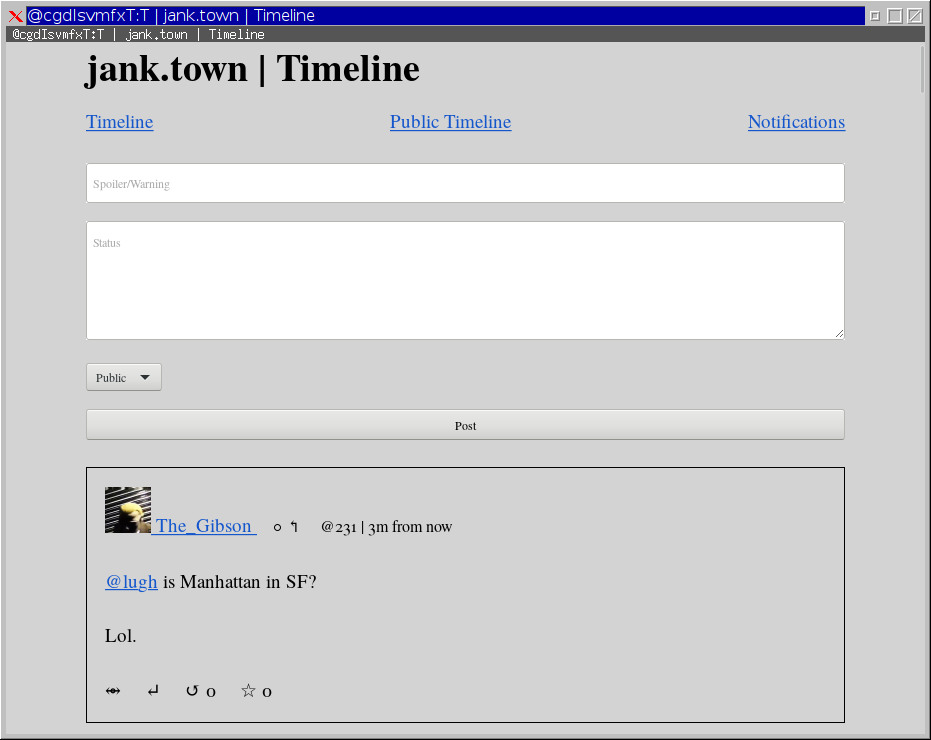 @cgdIsvmfxT:T | jank.town | Timeline
@cgdIsvmfxT:T | jank.town | Timeline
jank.town | Timeline
Timeline Public Timeline Notifications
Spoiler/Warning
Status
Public
Post
The_Gibson ○ ↰ @231 | 3m from now
@lugh is Manhattan in SF?
Lol.
⇴ ↵ ↺ 0 ☆ 0